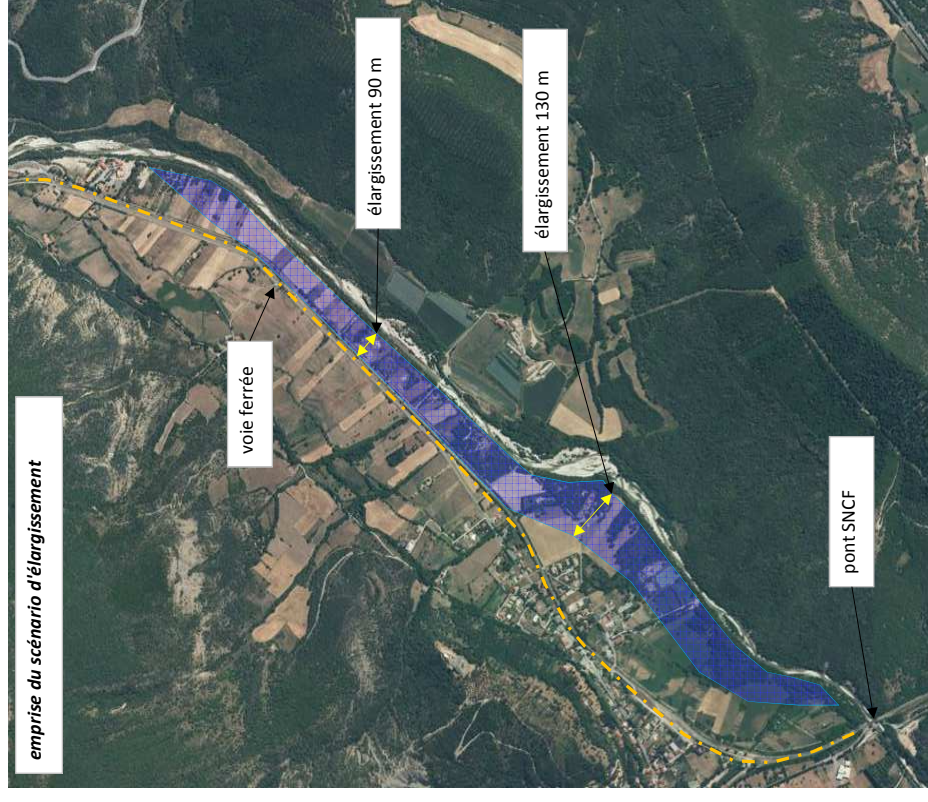 emprise du scénario d'élargissement
voie ferrée
élargissement 90 m
élargissement 130 m
pont SNCF